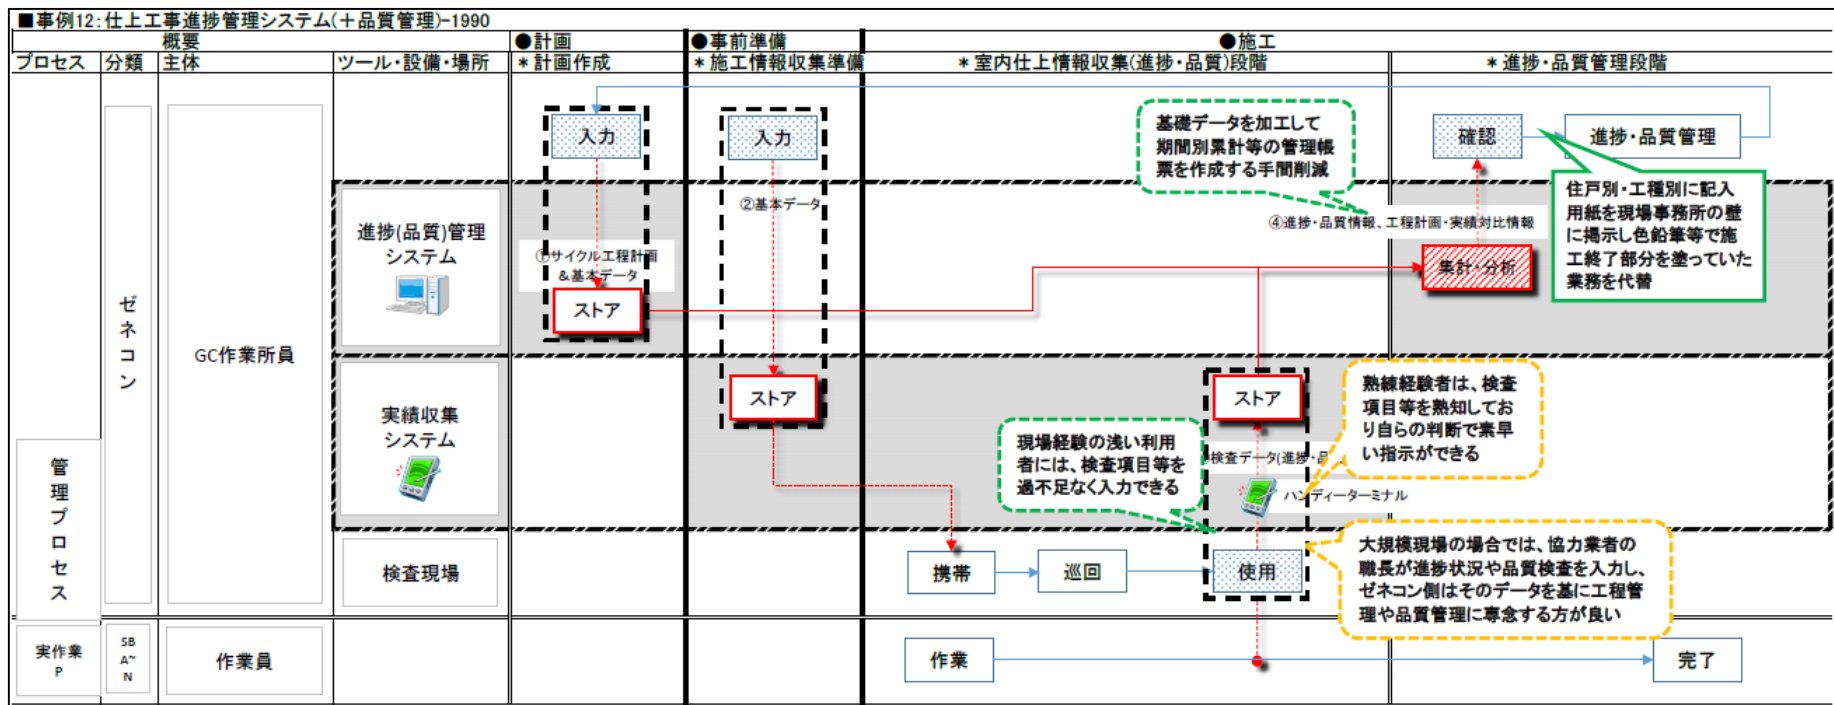 ■事例12:仕上工事進捗管理システム(+品質管理)-1990
概要
●計画
●事前準備
●施工
プロセス
分類
主体
ツール・設備・場所
*計画作成
*施工情報収集準備
*室内仕上情報収集(進捗・品質)段階
*進捗・品質管理段階
入力
入力
基礎データを加工して
期間別累計等の管理帳
票を作成する手間削減
確認
進捗・品質管理
住戸別・工種別に記入
用紙を現場事務所の壁
に掲示し色鉛筆等で施
工終了部分を塗っていた
業務を代替
進捗(品質)管理
システム
②基本データ
④進捗・品質情報、工程計画・実績対比情報
①サイクル工程計画
&基本データ
集計・分析
ストア
ゼネコン
GC作業所員
実績収集
システム
ストア
ストア
熟練経験者は、検査
項目等を熟知してお
り自らの判断で素早
い指示ができる
現場経験の浅い利用
者には、検査項目等を
過不足なく入力できる
検査データ(進捗・品
ハンディーターミナル
管理プロセス
検査現場
携帯
巡回
使用
大規模現場の場合では、協力業者の
職長が進捗状況や品質検査を入力し、
ゼネコン側はそのデータを基に工程管
理や品質管理に専念する方が良い
実作業
P
SB
A~
N
作業員
作業
完了